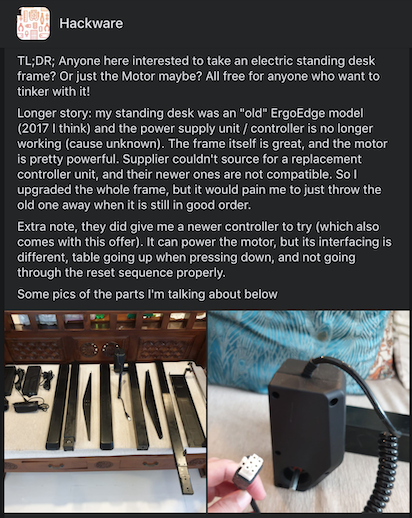 Hackware
TL;DR; Anyone here interested to take an electric standing desk
frame? Or just the Motor maybe? All free for anyone who want to
tinker with it!
Longer story: my standing desk was an "old" ErgoEdge model
(2017 I think) and the power supply unit / controller is no longer
working (cause unknown). The frame itself is great, and the motor
is pretty powerful. Supplier couldn't source for a replacement
controller unit, and their newer ones are not compatible. So I
upgraded the whole frame, but it would pain me to just throw the
old one away when it is still in good order.
Extra note, they did give me a newer controller to try (which also
comes with this offer). It can power the motor, but its interfacing is
different, table going up when pressing down, and not going
through the reset sequence properly.
Some pics of the parts I'm talking about below